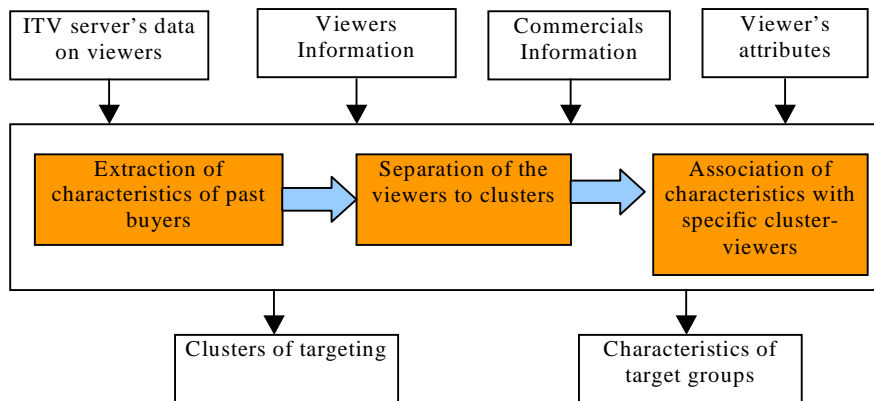 ITV server's data
on viewers
Viewers
Information
Commercials
Information
Viewer's
attributes
Extraction of
characteristics of past
buyers
Separation of the
viewers to clusters
Association of
characteristics with
specific cluster-
viewers
Clusters of targeting
Characteristics of
target groups